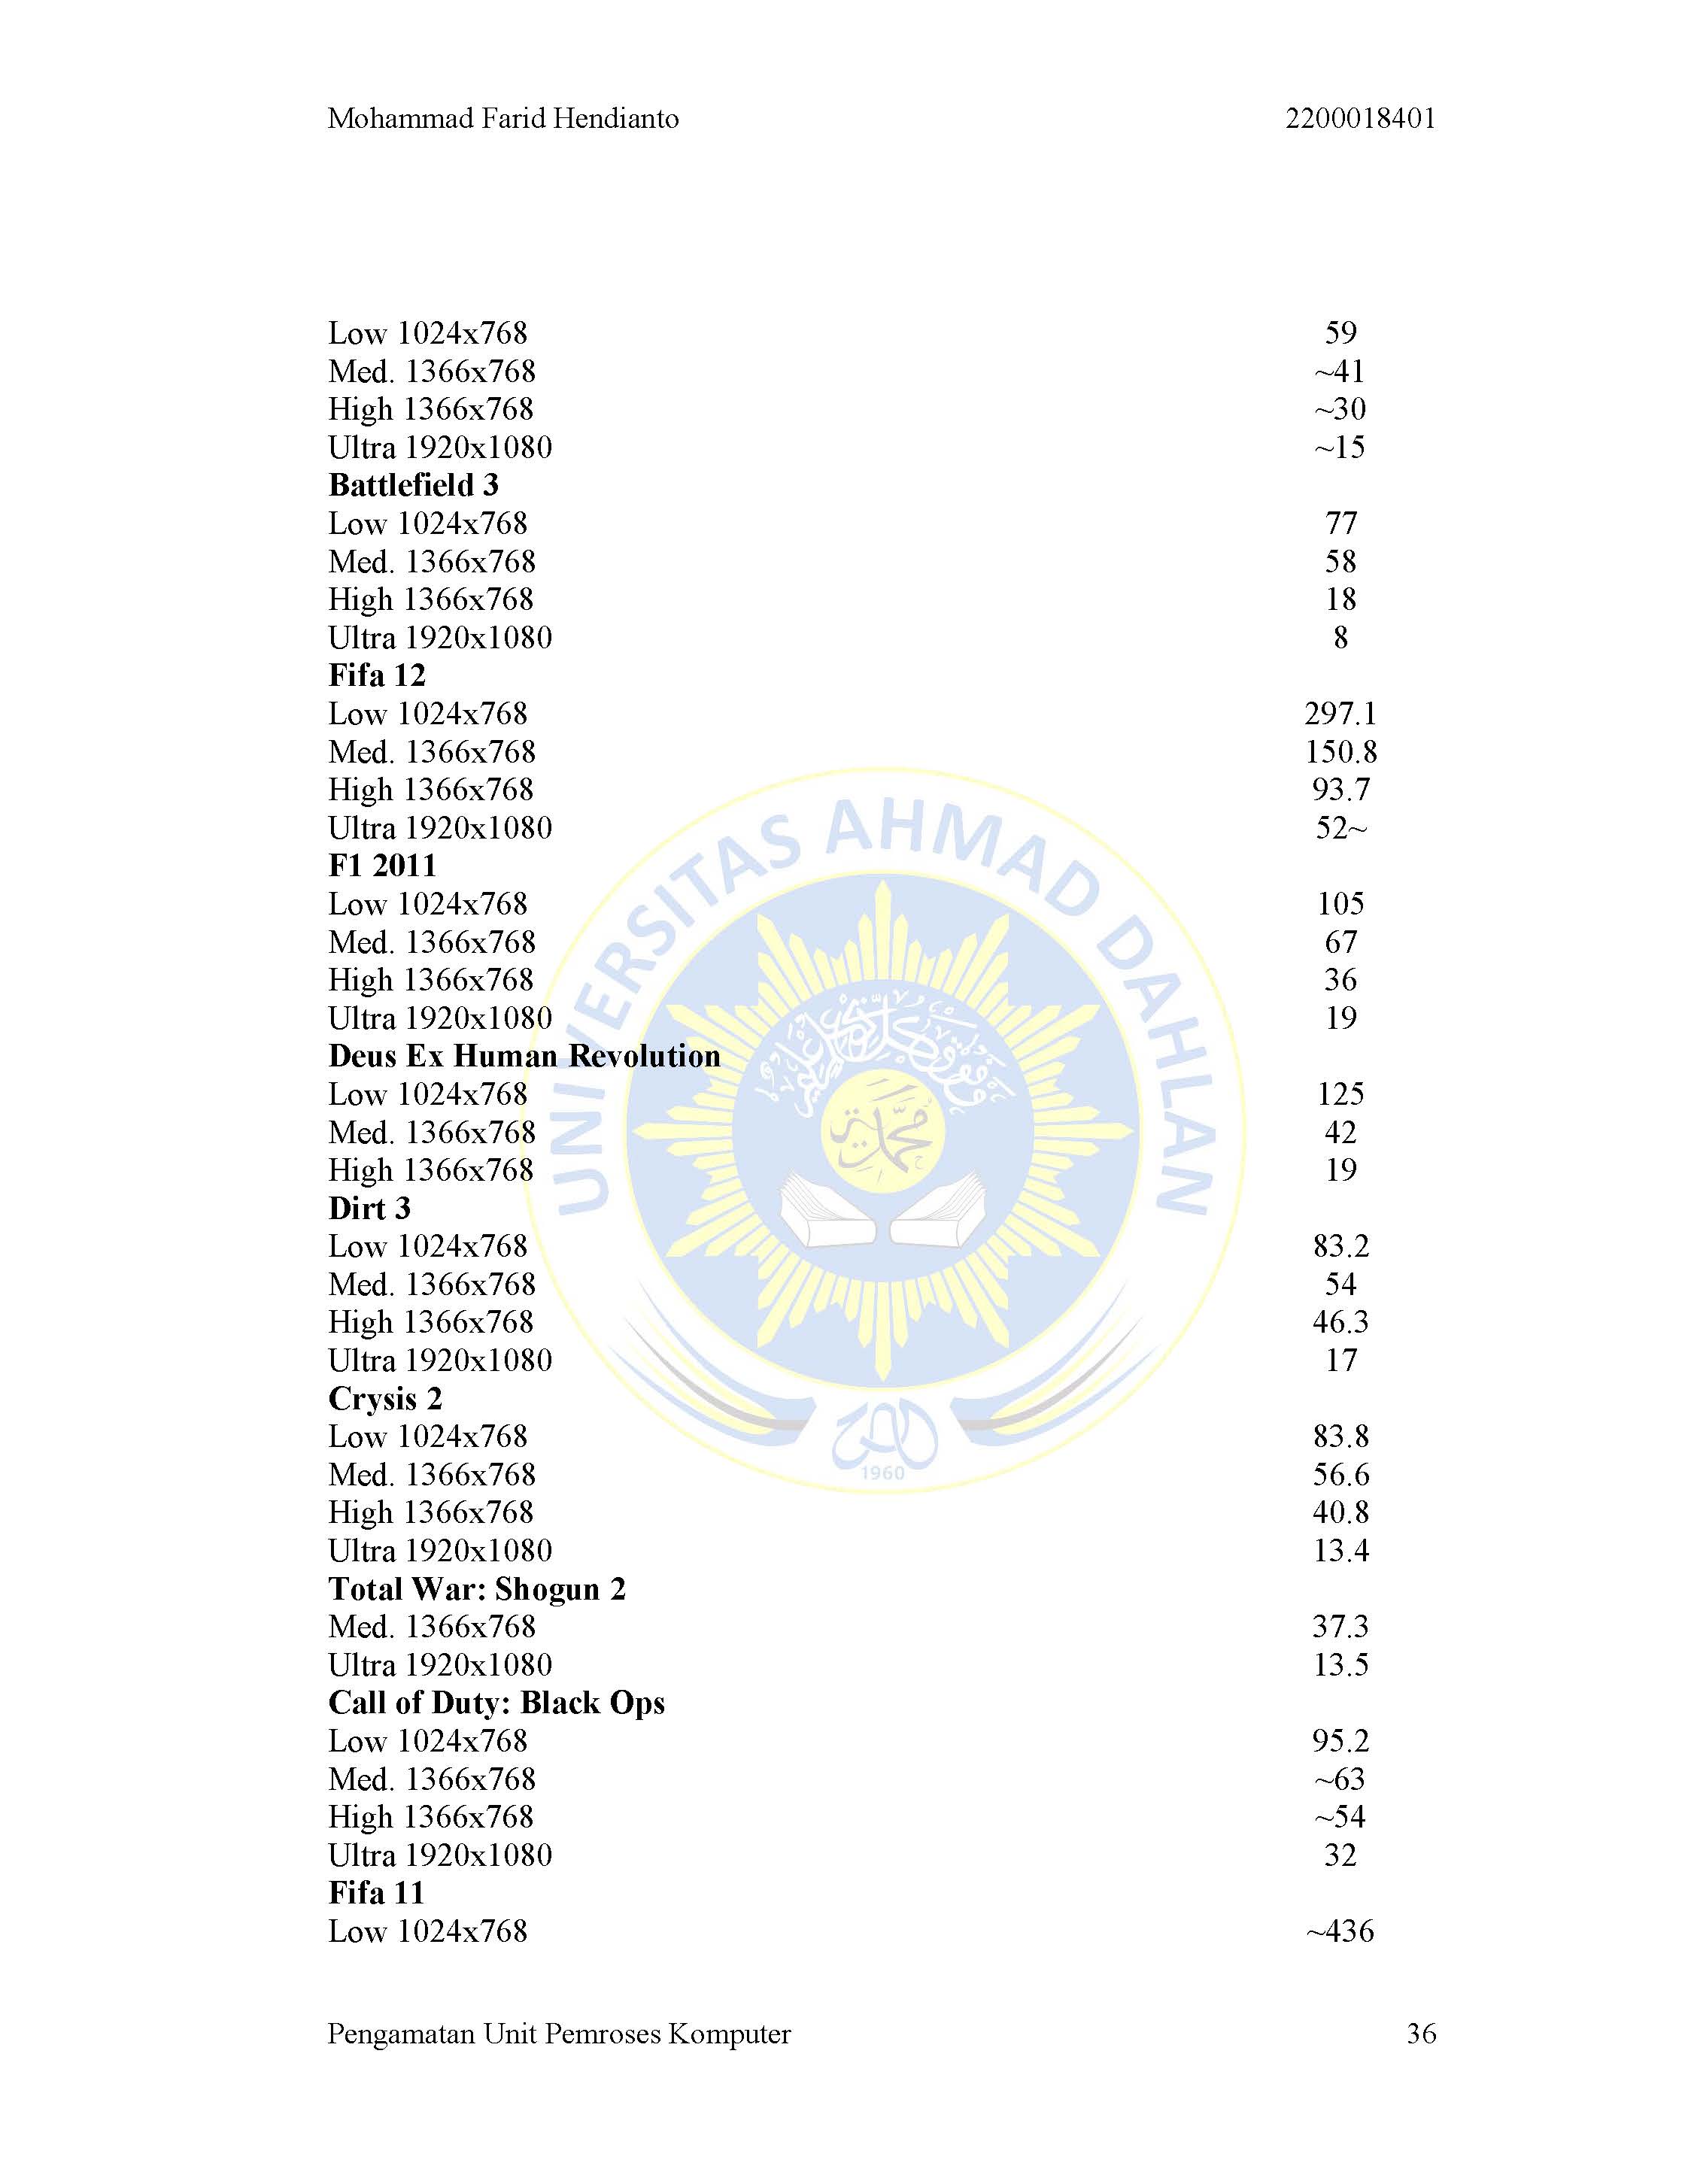 Mohammad Farid Hendianto 2200018401
Low 1024x768 59
Med. 1366x768 ~41
High 1366x768 ~30
Ultra 1920x1080 ~15
Battlefield 3
Low 1024x768 77
Med. 1366x768 58
High 1366x768 18
Ultra 1920x1080 8
Fifa 12
Low 1024x768 297.1
Med. 1366x768 150.8
High 1366x768 93.7
Ultra 1920x1080 52~
F1 2011
Low 1024x768 105
Med. 1366x768 67
High 1366x768 36
Ultra 1920x1080 19
Deus Ex Human Revolution
Low 1024x768 125
Med. 1366x768 42
High 1366x768 19
Dirt 3
Low 1024x768 83.2
Med. 1366x768 54
High 1366x768 46.3
Ultra 1920x1080 17
Crysis 2
Low 1024x768 83.8
Med. 1366x768 56.6
High 1366x768 40.8
Ultra 1920x1080 13.4
Total War: Shogun 2
Med. 1366x768 37.3
Ultra 1920x1080 13.5
Call of Duty: Black Ops
Low 1024x768 95.2
Med. 1366x768 ~63
High 1366x768 ~54
Ultra 1920x1080 32
Fifa 11
Low 1024x768 ~436
UNIVERSITAS AHMAD DAHLAN
1960
Pengamatan Unit Pemroses Komputer 36